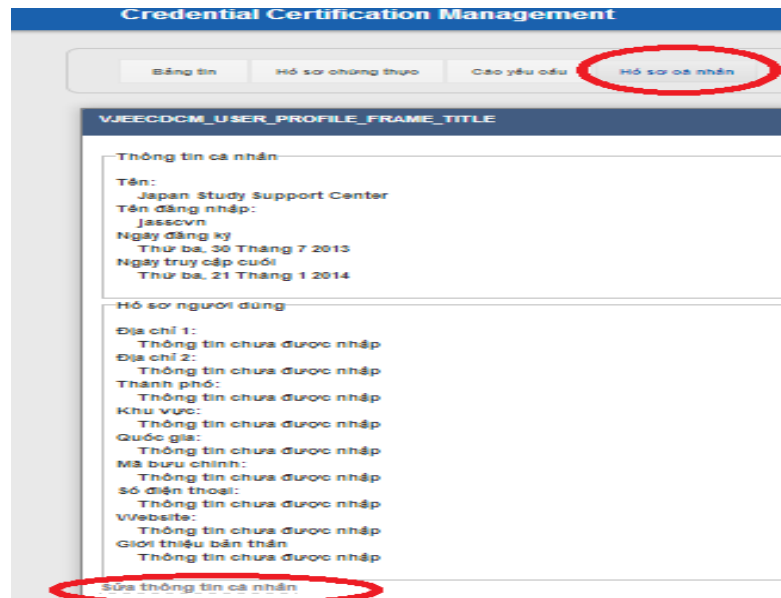 Credential Certification Management
Bảng tin
Hồ sơ chứng thực
Các yêu cầu
Hồ sơ cá nhân
VJEECDCM_USER_PROFILE_FRAME_TITLE
Thông tin cá nhân
Tên:
Japan Study Support Center
Tên đăng nhập:
jasscvn
Ngày đăng ký
Thứ ba, 30 Tháng 7 2013
Ngày truy cập cuối
Thứ ba, 21 Tháng 1 2014
Hồ sơ người dùng
Địa chỉ 1:
Thông tin chưa được nhập
Địa chỉ 2:
Thông tin chưa được nhập
Thành phố:
Thông tin chưa được nhập
Khu vực:
Thông tin chưa được nhập
Quốc gia:
Thông tin chưa được nhập
Mã bưu chính:
Thông tin chưa được nhập
Số điện thoại:
Thông tin chưa được nhập
Website:
Thông tin chưa được nhập
Giới thiệu bản thân
Thông tin chưa được nhập
Sửa thông tin cá nhân